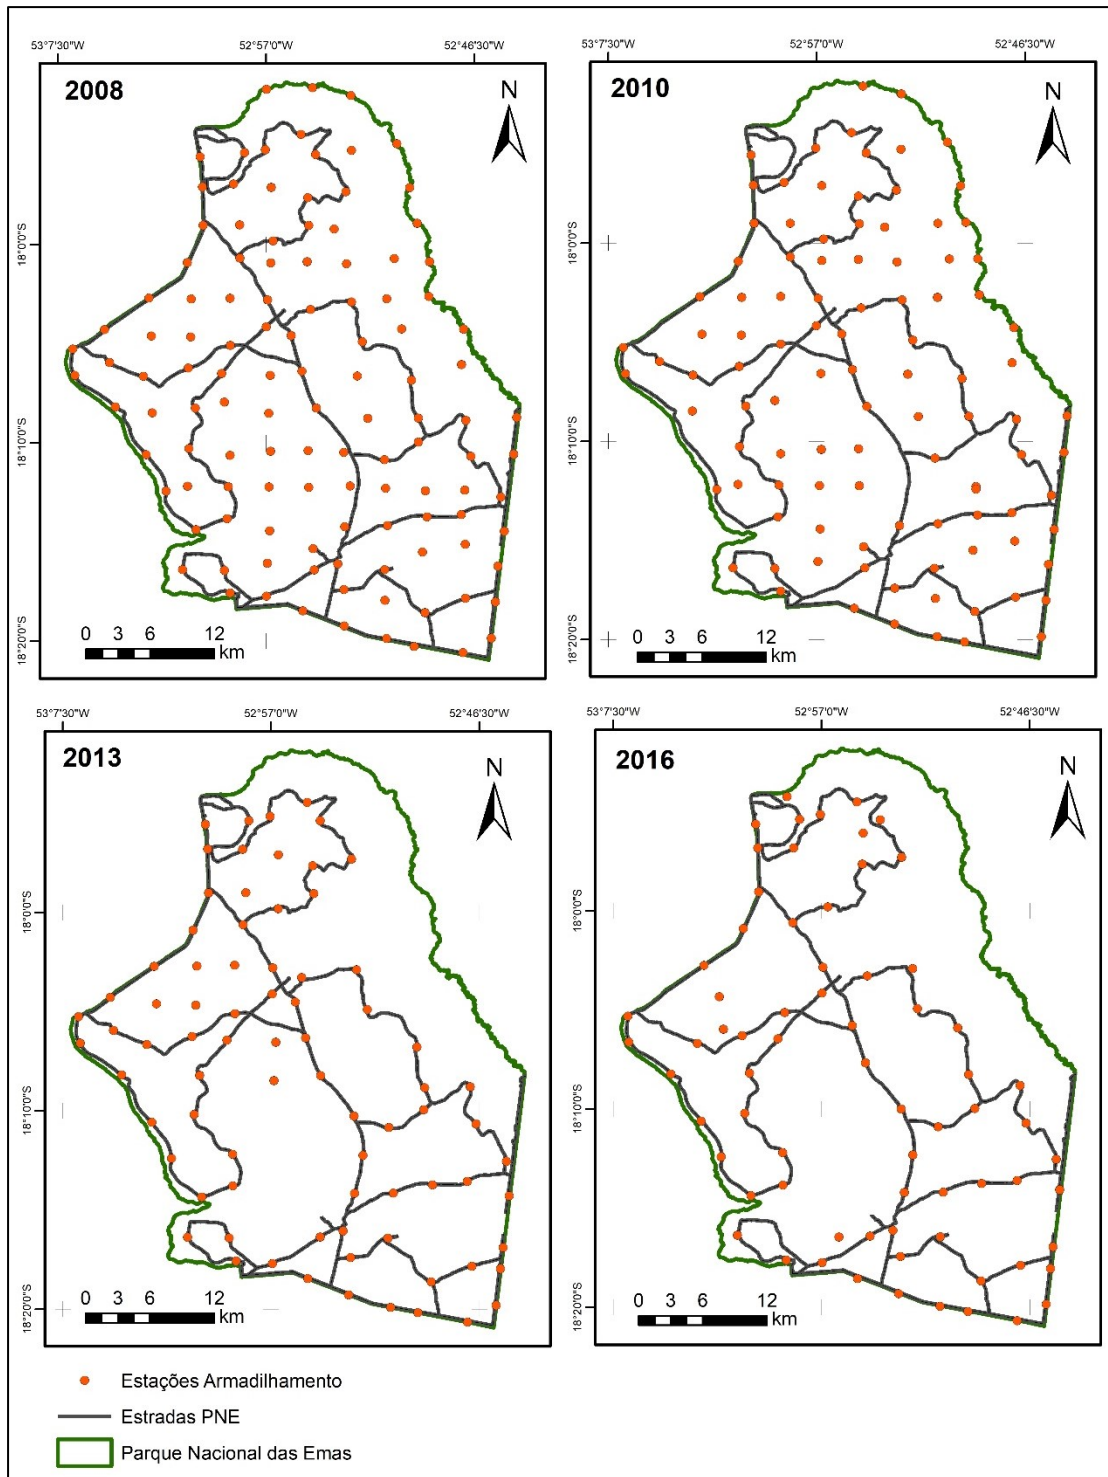 53°7'30"W 52°57'0"W 52°46'30"W 53°7'30"W 52°57'0"W 52°46'30"W
2008 N 2010 N
18°0'0"S 18°0'0"S
18°10'0"S 18°10'0"S
18°20'0"S 18°20'0"S
0 3 6 12 0 3 6 12
km km
53°7'30"W 52°57'0"W 52°46'30"W 53°7'30"W 52°57'0"W 52°46'30"W
2013 N 2016 N
18°0'0"S 18°0'0"S
18°10'0"S 18°10'0"S
18°20'0"S 18°20'0"S
0 3 6 12 0 3 6 12
km km
Estações Armadilhamento
Estradas PNE
Parque Nacional das Emas